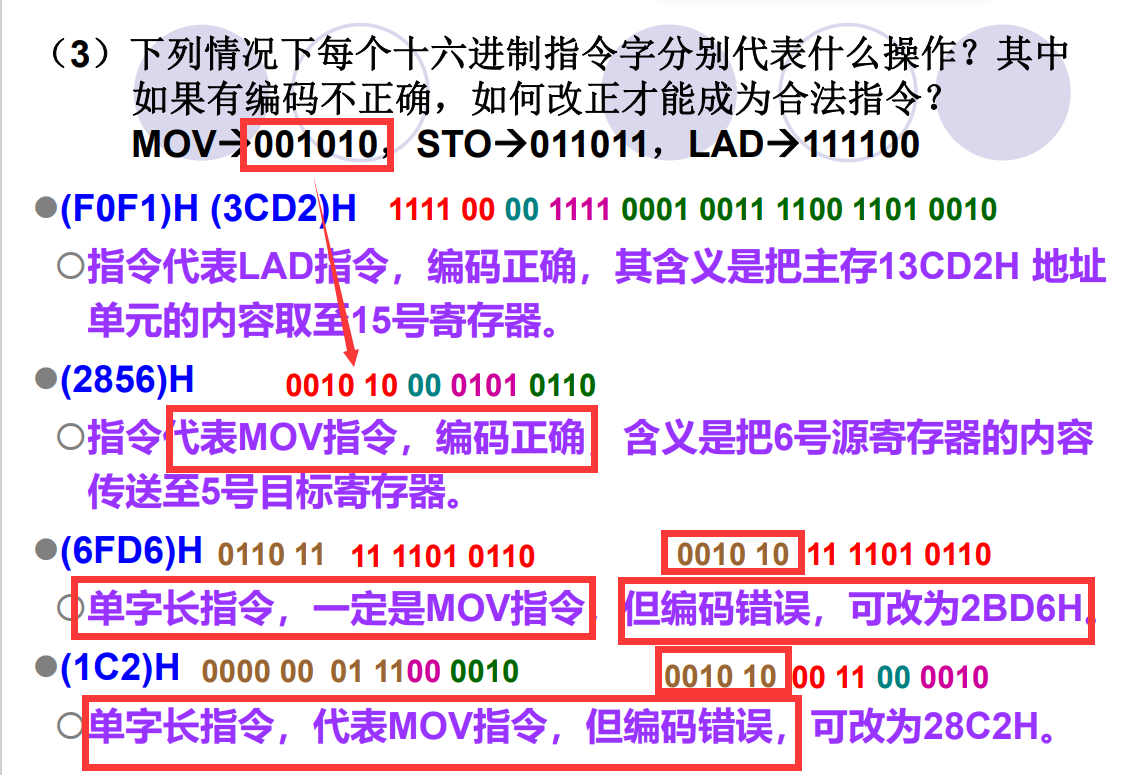 （3）下列情况下每个十六进制指令字分别代表什么操作？其中
如果有编码不正确，如何改正才能成为合法指令？
MOV→001010，STO→011011，LAD→111100
●(F0F1)H (3CD2)H 1111 00 00 1111 0001 0011 1100 1101 0010
○指令代表LAD指令，编码正确，其含义是把主存13CD2H 地址
单元的内容取至15号寄存器。
●(2856)H 0010 10 00 0101 0110
○指令代表MOV指令，编码正确，含义是把6号源寄存器的内容
传送至5号目标寄存器。
●(6FD6)H 0110 11 11 1101 0110 0010 10 11 1101 0110
○单字长指令，一定是MOV指令，但编码错误，可改为2BD6H。
●(1C2)H 0000 00 01 1100 0010 0010 10 00 11 00 0010
○单字长指令，代表MOV指令，但编码错误，可改为28C2H。